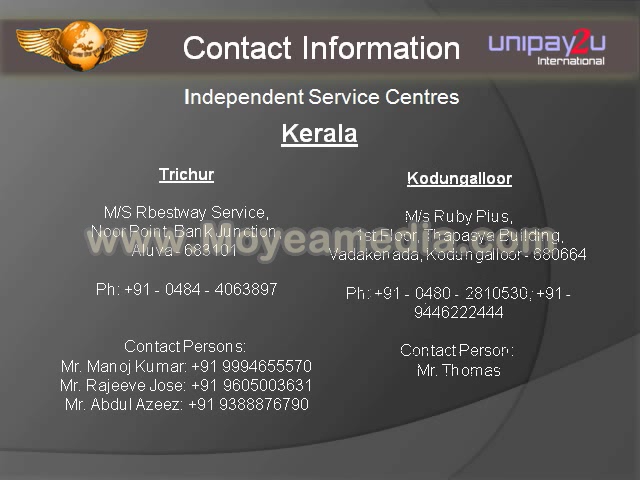 Contact Information
unipay2u
International
Independent Service Centres
Kerala
Trichur
M/S Rbestway Service,
Noor Point, Bank Junction,
Aluva - 683101
Ph: +91 - 0484 - 4063897
Contact Persons:
Mr. Manoj Kumar: +91 9994655570
Mr. Rajeeve Jose: +91 9605003631
Mr. Abdul Azeez: +91 9388876790
Kodungalloor
M/s Ruby Plus,
1st Floor, Thapasya Building,
Vadakenada, Kodungalloor - 680664
Ph: +91 - 0480 - 2810530, +91 -
9446222444
Contact Person:
Mr. Thomas
www.Moyeamedia.com